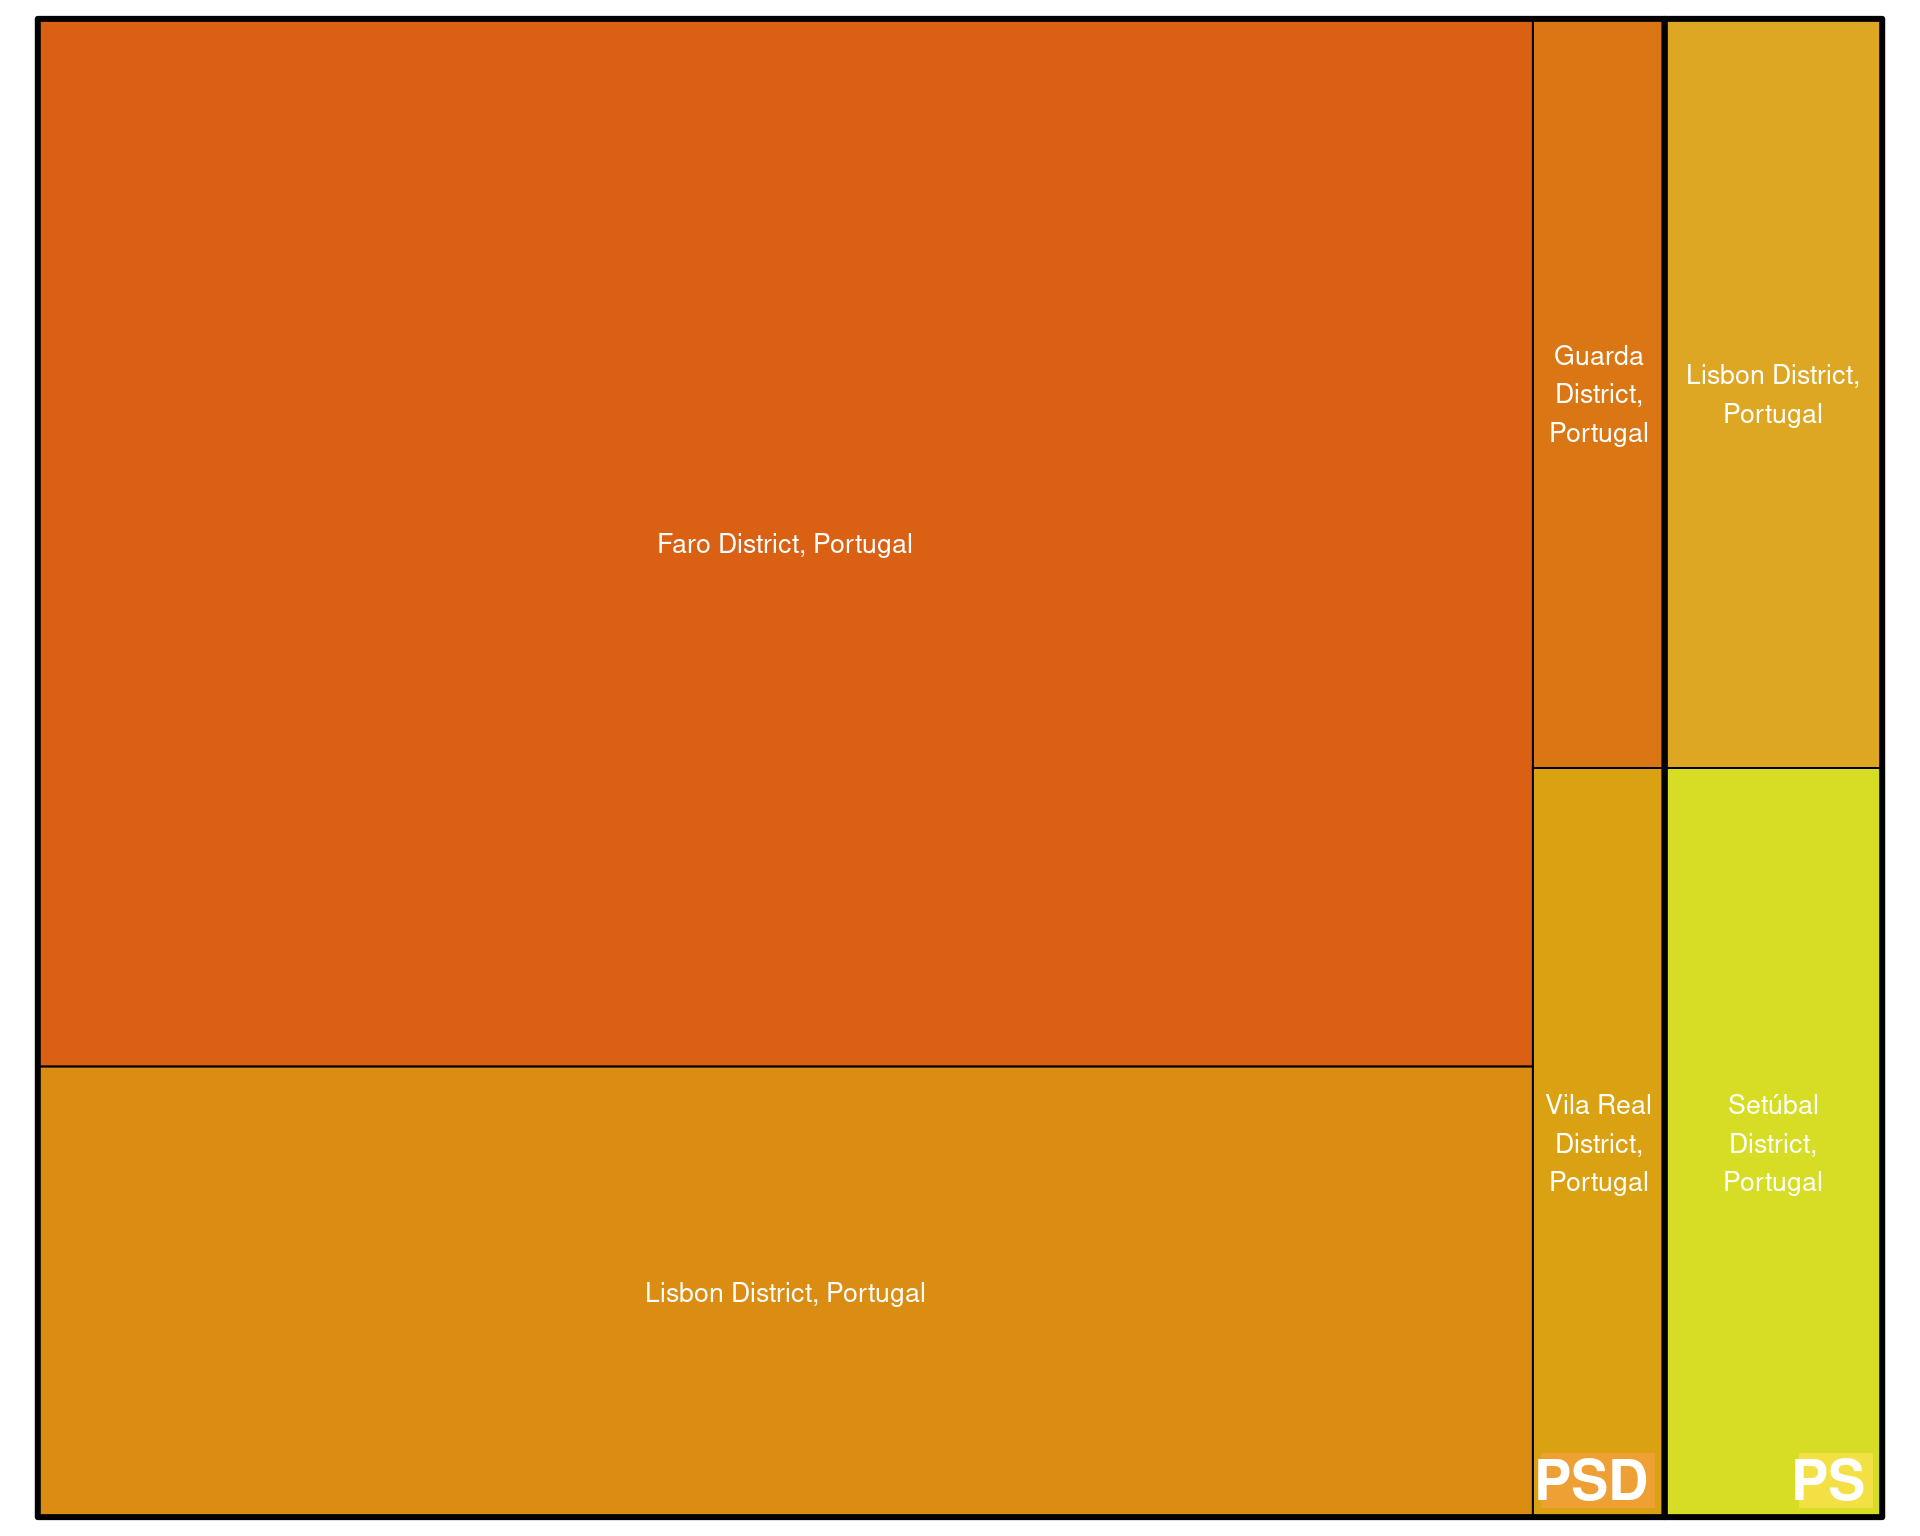 Faro District, Portugal
Lisbon District, Portugal
Guarda
District,
Portugal
Vila Real
District,
Portugal
PSD
Lisbon District,
Portugal
Setúbal
District,
Portugal
PS